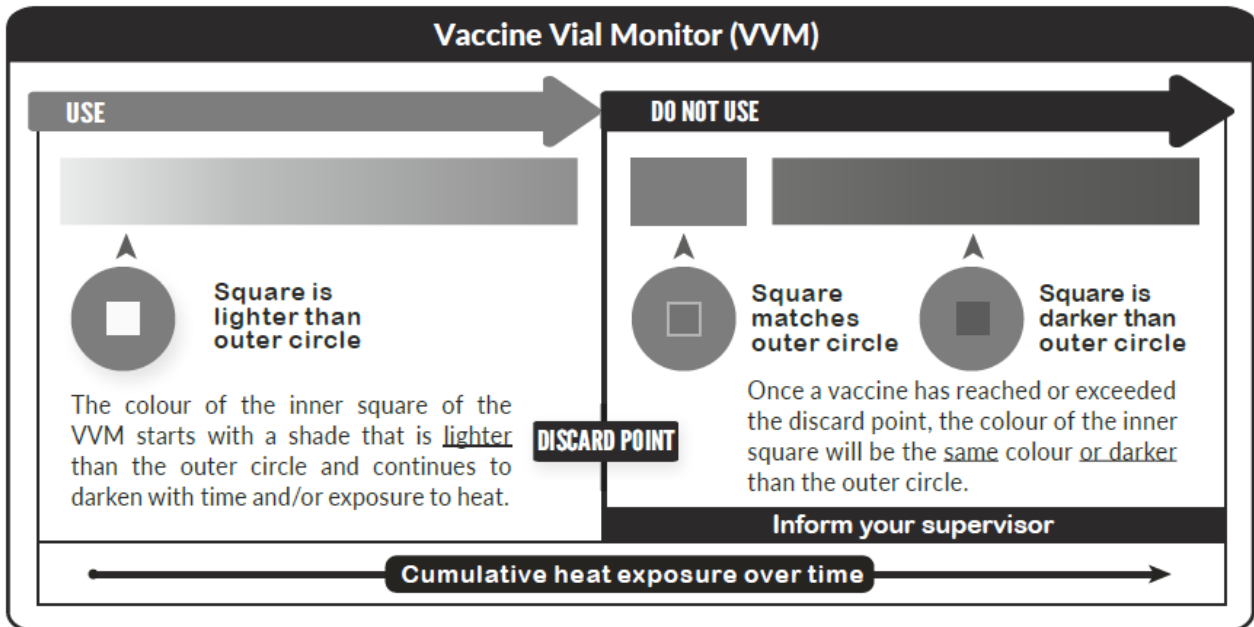 Vaccine Vial Monitor (VVM)
USE
DO NOT USE
Square is
lighter than
outer circle
Square
matches
outer circle
Square is
darker than
outer circle
The colour of the inner square of the
VVM starts with a shade that is lighter
than the outer circle and continues to
darken with time and/or exposure to heat.
DISCARD POINT
Once a vaccine has reached or exceeded
the discard point, the colour of the inner
square will be the same colour or darker
than the outer circle.
Inform your supervisor
Cumulative heat exposure over time